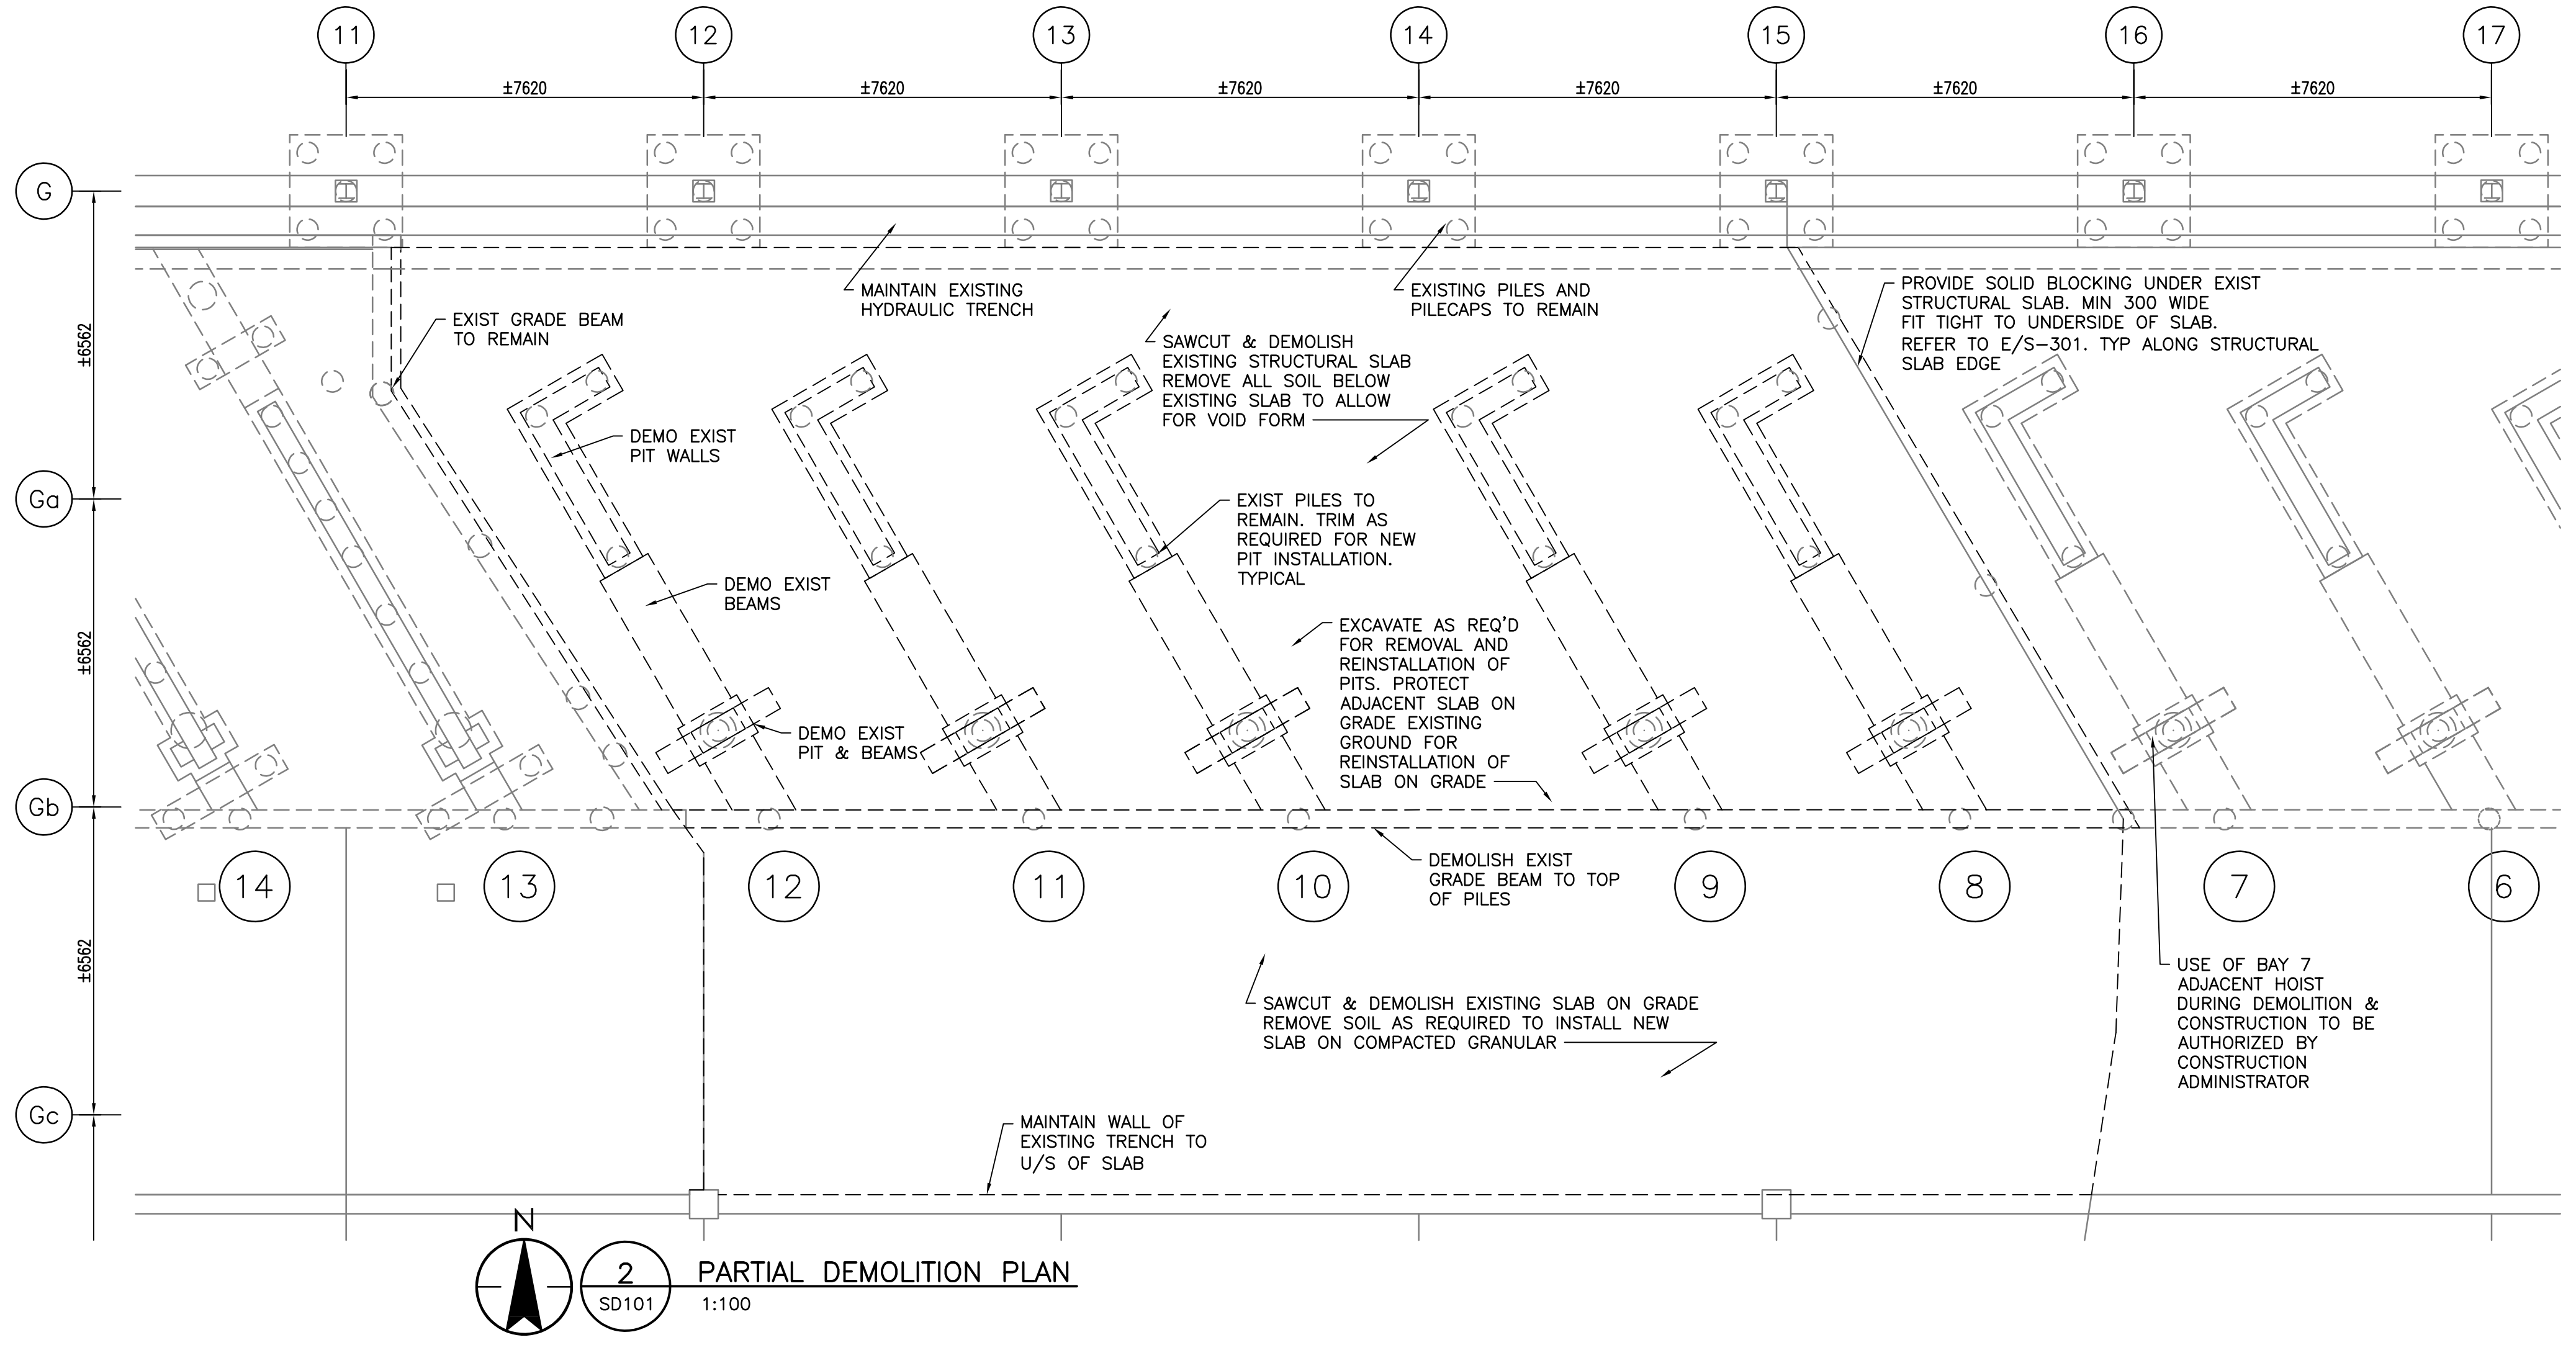 11
12
13
14
15
16
17
±7620
±7620
±7620
±7620
±7620
±7620
G
Ga
Gb
Gc
±6562
±6562
±6562
MAINTAIN EXISTING
HYDRAULIC TRENCH
EXISTING PILES AND
PILECAPS TO REMAIN
PROVIDE SOLID BLOCKING UNDER EXIST
STRUCTURAL SLAB. MIN 300 WIDE
FIT TIGHT TO UNDERSIDE OF SLAB.
REFER TO E/S-301. TYP ALONG STRUCTURAL
SLAB EDGE
EXIST GRADE BEAM
TO REMAIN
SAWCUT & DEMOLISH
EXISTING STRUCTURAL SLAB
REMOVE ALL SOIL BELOW
EXISTING SLAB TO ALLOW
FOR VOID FORM
DEMO EXIST
PIT WALLS
EXIST PILES TO
REMAIN. TRIM AS
REQUIRED FOR NEW
PIT INSTALLATION.
TYPICAL
DEMO EXIST
BEAMS
EXCAVATE AS REQ'D
FOR REMOVAL AND
REINSTALLATION OF
PITS. PROTECT
ADJACENT SLAB ON
GRADE EXISTING
GROUND FOR
REINSTALLATION OF
SLAB ON GRADE
DEMO EXIST
PIT & BEAMS
DEMOLISH EXIST
GRADE BEAM TO TOP
OF PILES
14
13
12
11
10
9
8
7
6
USE OF BAY 7
ADJACENT HOIST
DURING DEMOLITION &
CONSTRUCTION TO BE
AUTHORIZED BY
CONSTRUCTION
ADMINISTRATOR
SAWCUT & DEMOLISH EXISTING SLAB ON GRADE
REMOVE SOIL AS REQUIRED TO INSTALL NEW
SLAB ON COMPACTED GRANULAR
MAINTAIN WALL OF
EXISTING TRENCH TO
U/S OF SLAB
N
2
SD101
PARTIAL DEMOLITION PLAN
1:100